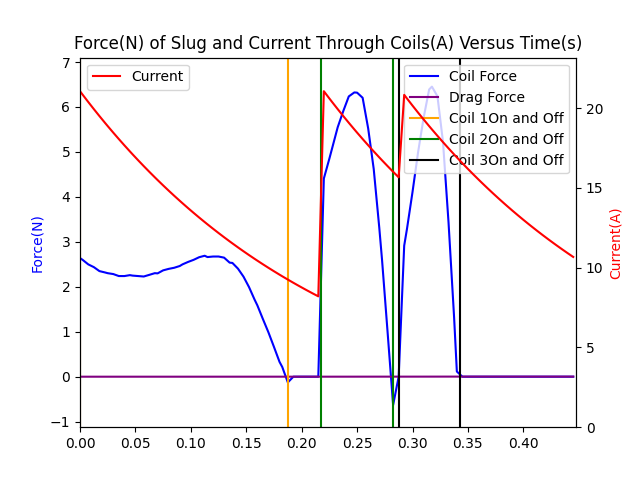 Force(N) of Slug and Current Through Coils(A) Versus Time(s)
Current
Coil Force
Drag Force
Coil 1On and Off
Coil 2On and Off
Coil 3On and Off
Force(N)
7
6
5
4
3
2
1
0
−1
Current(A)
20
15
10
5
0
0.00 0.05 0.10 0.15 0.20 0.25 0.30 0.35 0.40